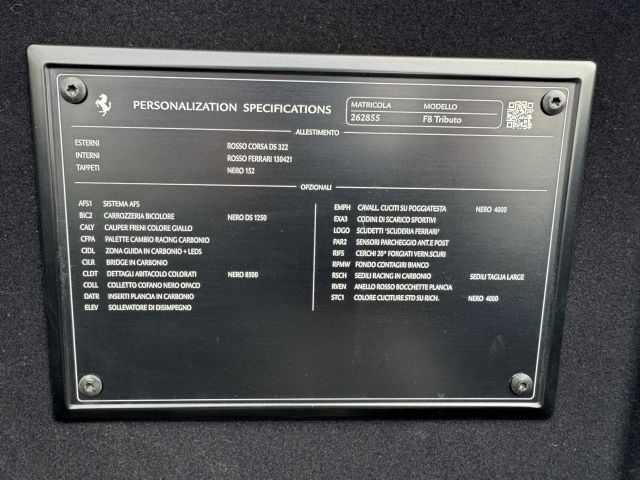 PERSONALIZATION SPECIFICATIONS
MATRICOLA MODELLO
262855 F8 Tributo
ALLESTIMENTO
ESTERNI ROSSO CORSA DS 322
INTERNI ROSSO FERRARI 130421
TAPPETI NERO 152
OPZIONALI
AFS1 SISTEMA AFS
BIC2 CARROZZERIA BICOLORE NERO DS 1250
CALY CALIPER FRENI COLORE GIALLO
CFPA PALETTE CAMBIO RACING CARBONIO
CIDL ZONA GUIDA IN CARBONIO + LEDS
CILR BRIDGE IN CARBONIO
CLDT DETTAGLI ABITACOLO COLORATI NERO 8500
COLL COLLETTO COFANO NERO OPACO
DATR INSERTI PLANCIA IN CARBONIO
ELEV SOLLEVATORE DI DISIMPEGNO
EMPH CAVALL. CUCITI SU POGGIATESTA NERO 4000
EXA3 CODINI DI SCARICO SPORTIVI
LOGO SCUDETTI "SCUDERIA FERRARI"
PAR2 SENSORI PARCHEGGIO ANT.E POST
RIFS CERCHI 20" FORGIATI VERN.SCURI
RPMW FONDO CONTAGIRI BIANCO
RSCH SEDILI RACING IN CARBONIO SEDILI TAGLIA LARGE
RVEN ANELLO ROSSO BOCCHETTE PLANCIA
STC1 COLORE CUCITURE STD SU RICH. NERO 4000